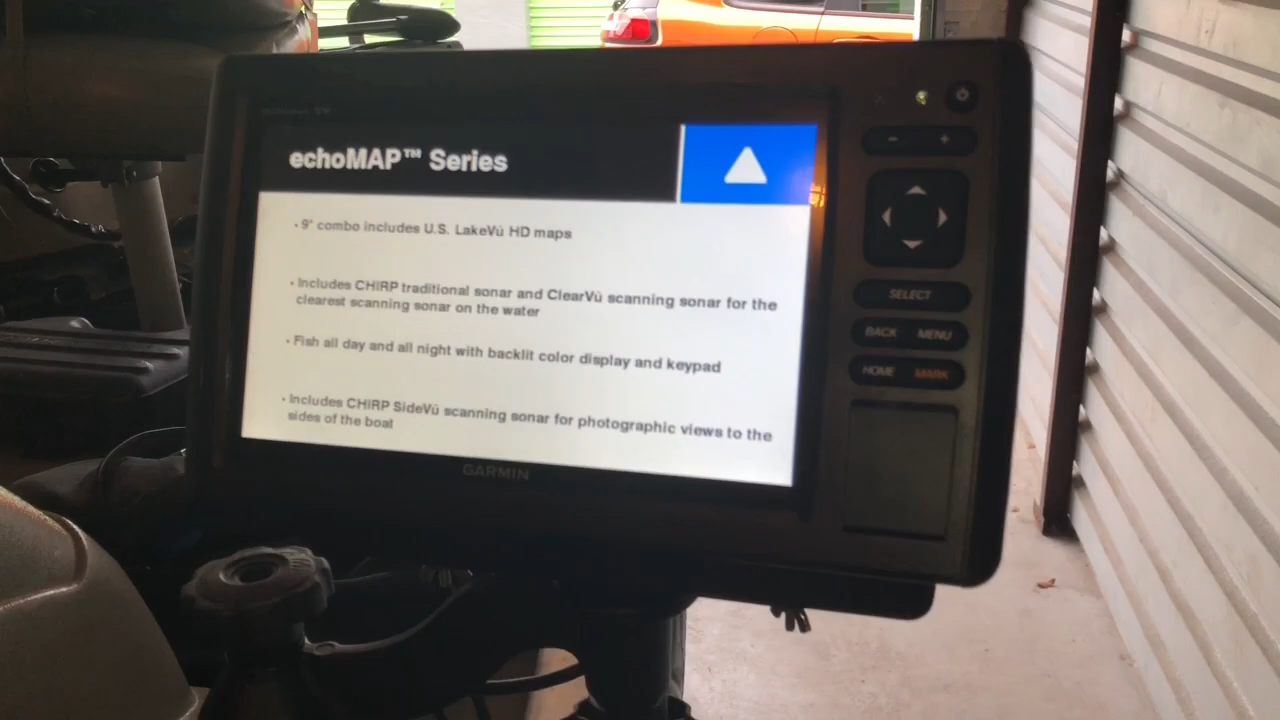 echoMAP™ Series
• 9" combo includes U.S. LakeVü HD maps
• Includes CHIRP traditional sonar and ClearVü scanning sonar for the
clearest scanning sonar on the water
• Fish all day and all night with backlit color display and keypad
• Includes CHIRP SideVü scanning sonar for photographic views to the
sides of the boat
GARMIN
- +
SELECT
BACK MENU
HOME MARK